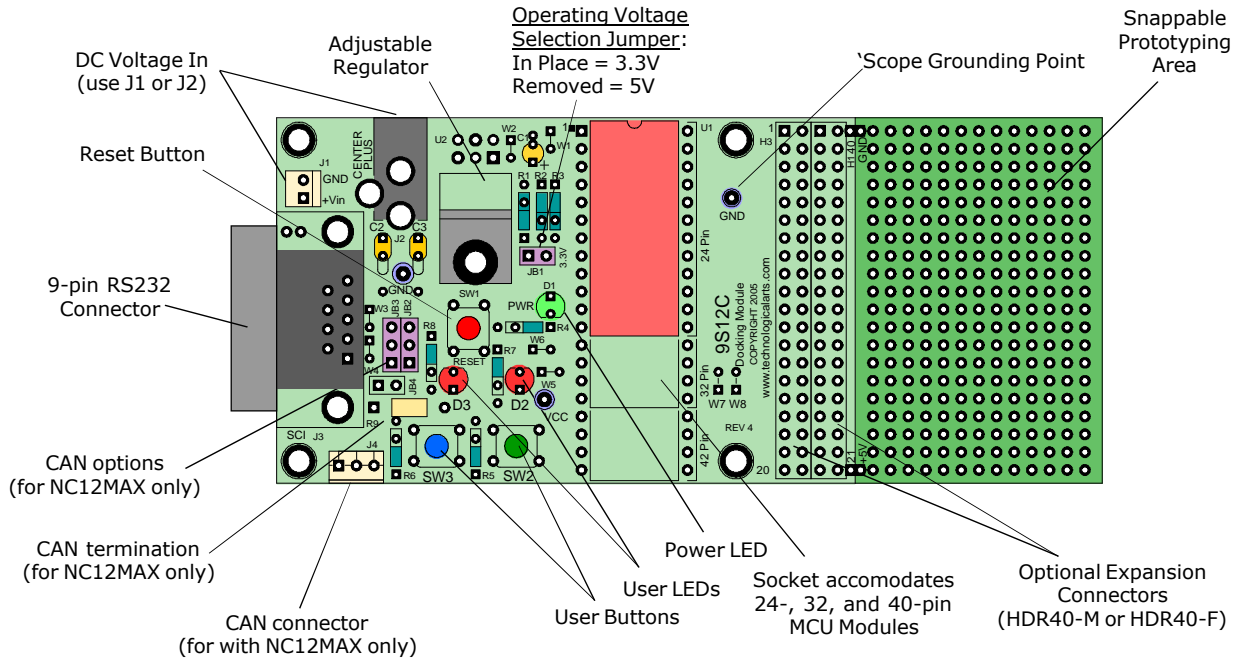 Operating Voltage
Selection Jumper:
In Place = 3.3V
Removed = 5V
Snappable
Prototyping
Area
DC Voltage In
(use J1 or J2)
Adjustable
Regulator
'Scope Grounding Point
Reset Button
9-pin RS232
Connector
CAN options
(for NC12MAX only)
CAN termination
(for NC12MAX only)
CAN connector
(for with NC12MAX only)
User Buttons
User LEDs
Power LED
Socket accomodates
24-, 32, and 40-pin
MCU Modules
Optional Expansion
Connectors
(HDR40-M or HDR40-F)
J1
GND
+Vin
CENTER
PLUS
J2
C2
C3
GND
U2
W2
C1
+
W1
1
R1
R2
R3
JB1
3.3V
D1
PWR
SW1
RESET
R4
W6
R7
R8
W3
JB3
JB2
W4
JB4
R9
D3
D2
W5
VCC
SCI
J3
J4
R6
SW3
R5
SW2
U1
24 Pin
32 Pin
42 Pin
H3
1
GND
9S12C
Docking Module
COPYRIGHT 2005
www.technologicalarts.com
W7
W8
REV 4
20
H1
40
GND
21
+5V